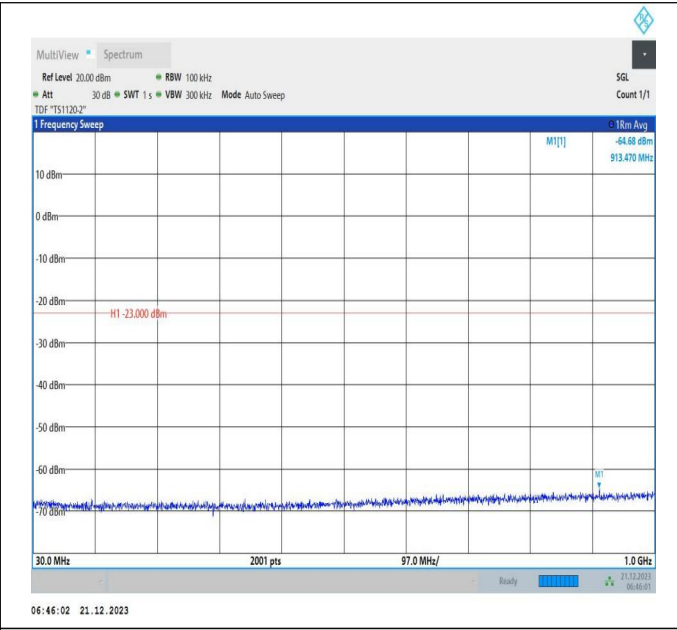 R S
MultiView Spectrum
Ref Level 20.00 dBm RBW 100 kHz SGL
Att 30 dB SWT 1 s VBW 300 kHz Mode Auto Sweep Count 1/1
TDF "TS1120-2"
1 Frequency Sweep 1Rm Avg
M1[1] -64.68 dBm
913.470 MHz
10 dBm
0 dBm
-10 dBm
-20 dBm
H1 -23.000 dBm
-30 dBm
-40 dBm
-50 dBm
-60 dBm
M1
-70 dBm
30.0 MHz 2001 pts 97.0 MHz/ 1.0 GHz
Ready 21.12.2023
06:46:01
06:46:02 21.12.2023